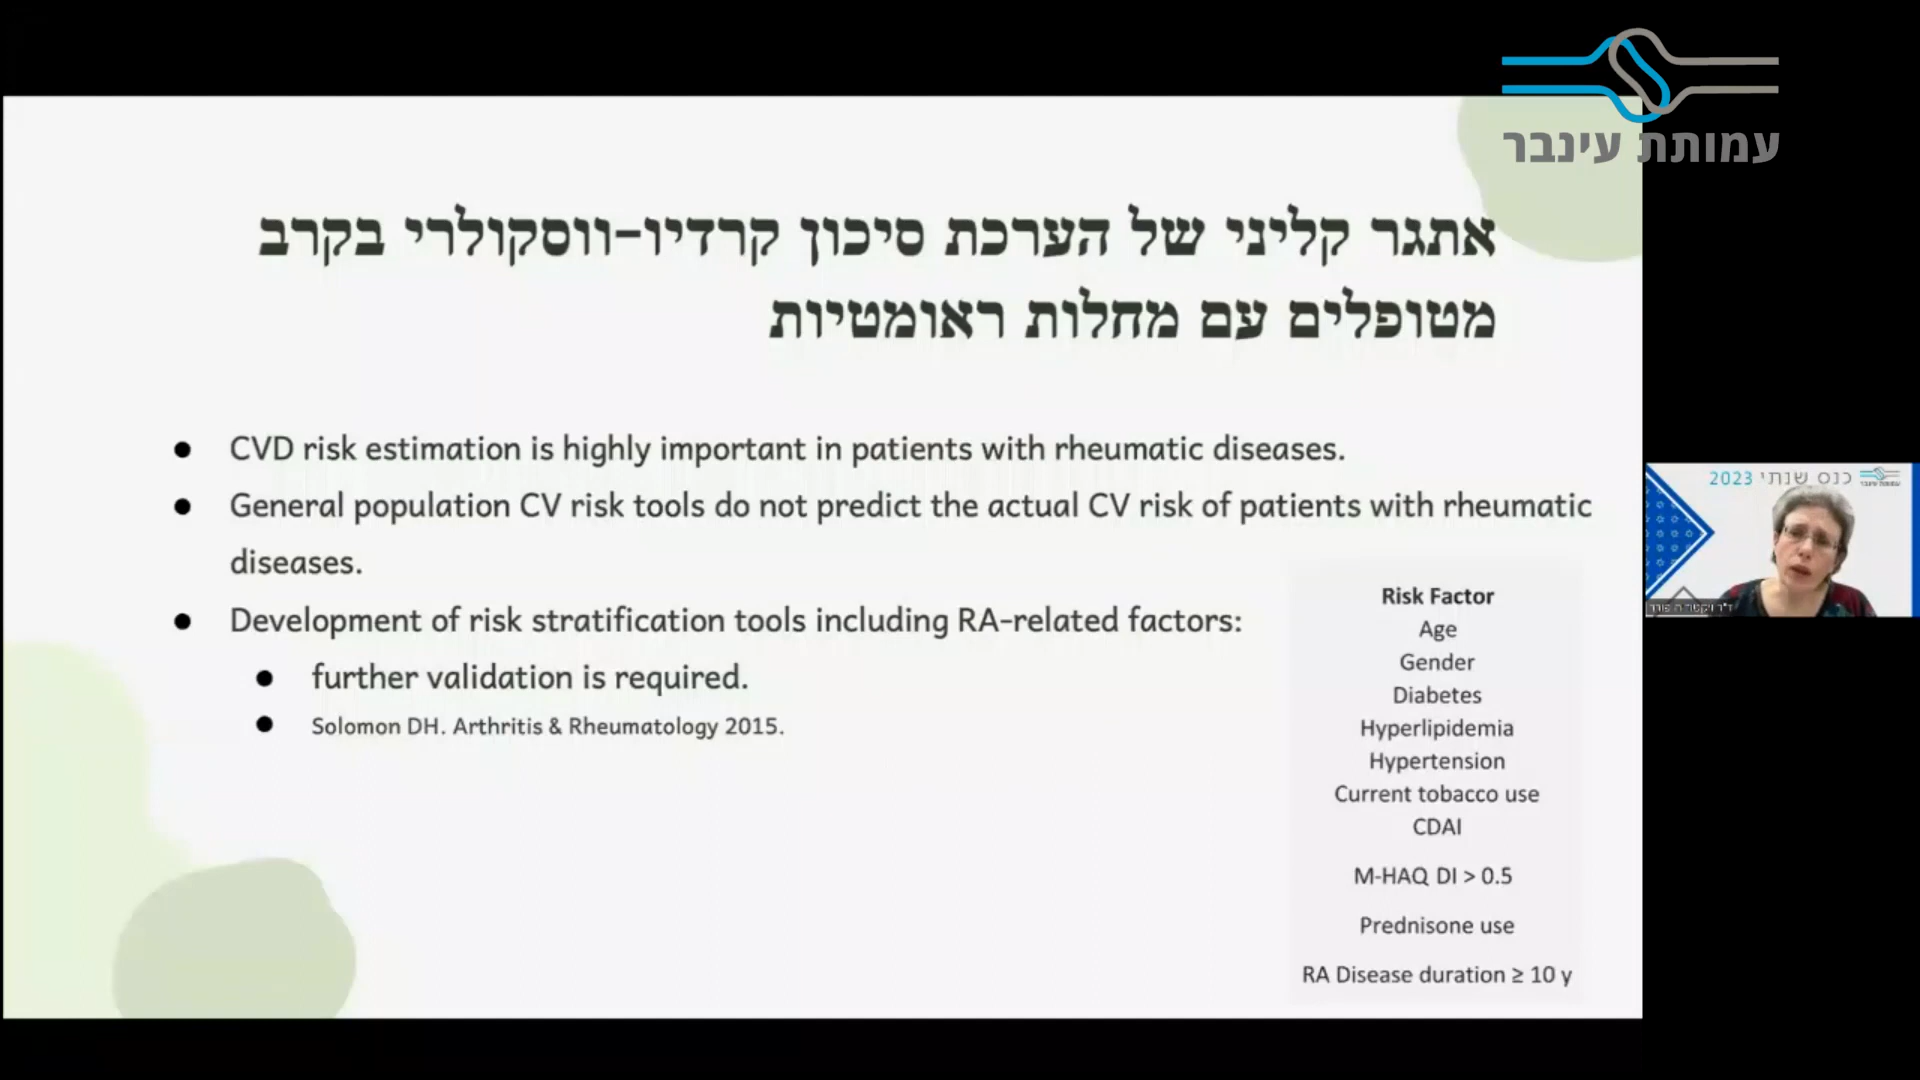 עמותת עינבר
אתגר קליני של הערכת סיכון קרדיו-ווסקולרי בקרב
מטופלים עם מחלות ראומטיות
● CVD risk estimation is highly important in patients with rheumatic diseases.
● General population CV risk tools do not predict the actual CV risk of patients with rheumatic
diseases.
● Development of risk stratification tools including RA-related factors:
● further validation is required.
● Solomon DH. Arthritis & Rheumatology 2015.
Risk Factor
Age
Gender
Diabetes
Hyperlipidemia
Hypertension
Current tobacco use
CDAI
M-HAQ DI > 0.5
Prednisone use
RA Disease duration ≥ 10 y
כנס שנתי 2023
ד"ר ויקטוריה פורר